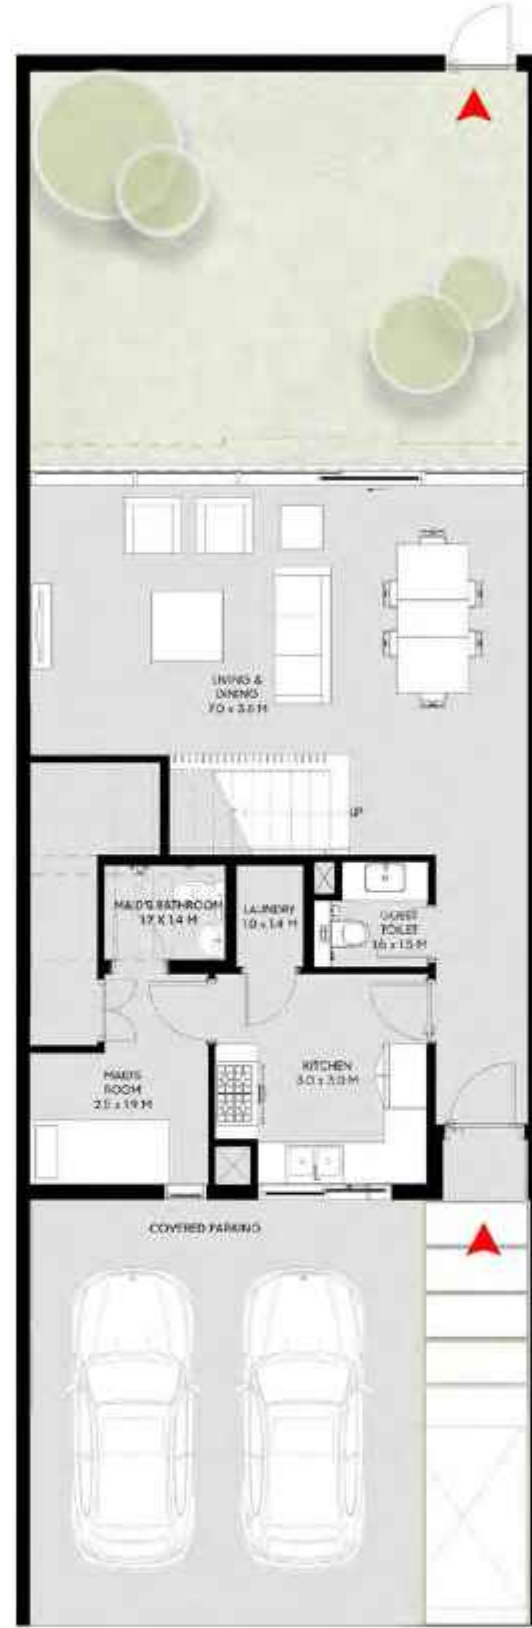 LIVING &
DINING
7.0 x 3.8 M
UP
MAID'S BATHROOM
1.7 X 1.4 M
LAUNDRY
1.0 x 1.4 M
GUEST
TOILET
1.6 x 1.5 M
KITCHEN
3.0 x 3.0 M
MAID'S
ROOM
2.5 x 1.9 M
COVERED PARKING